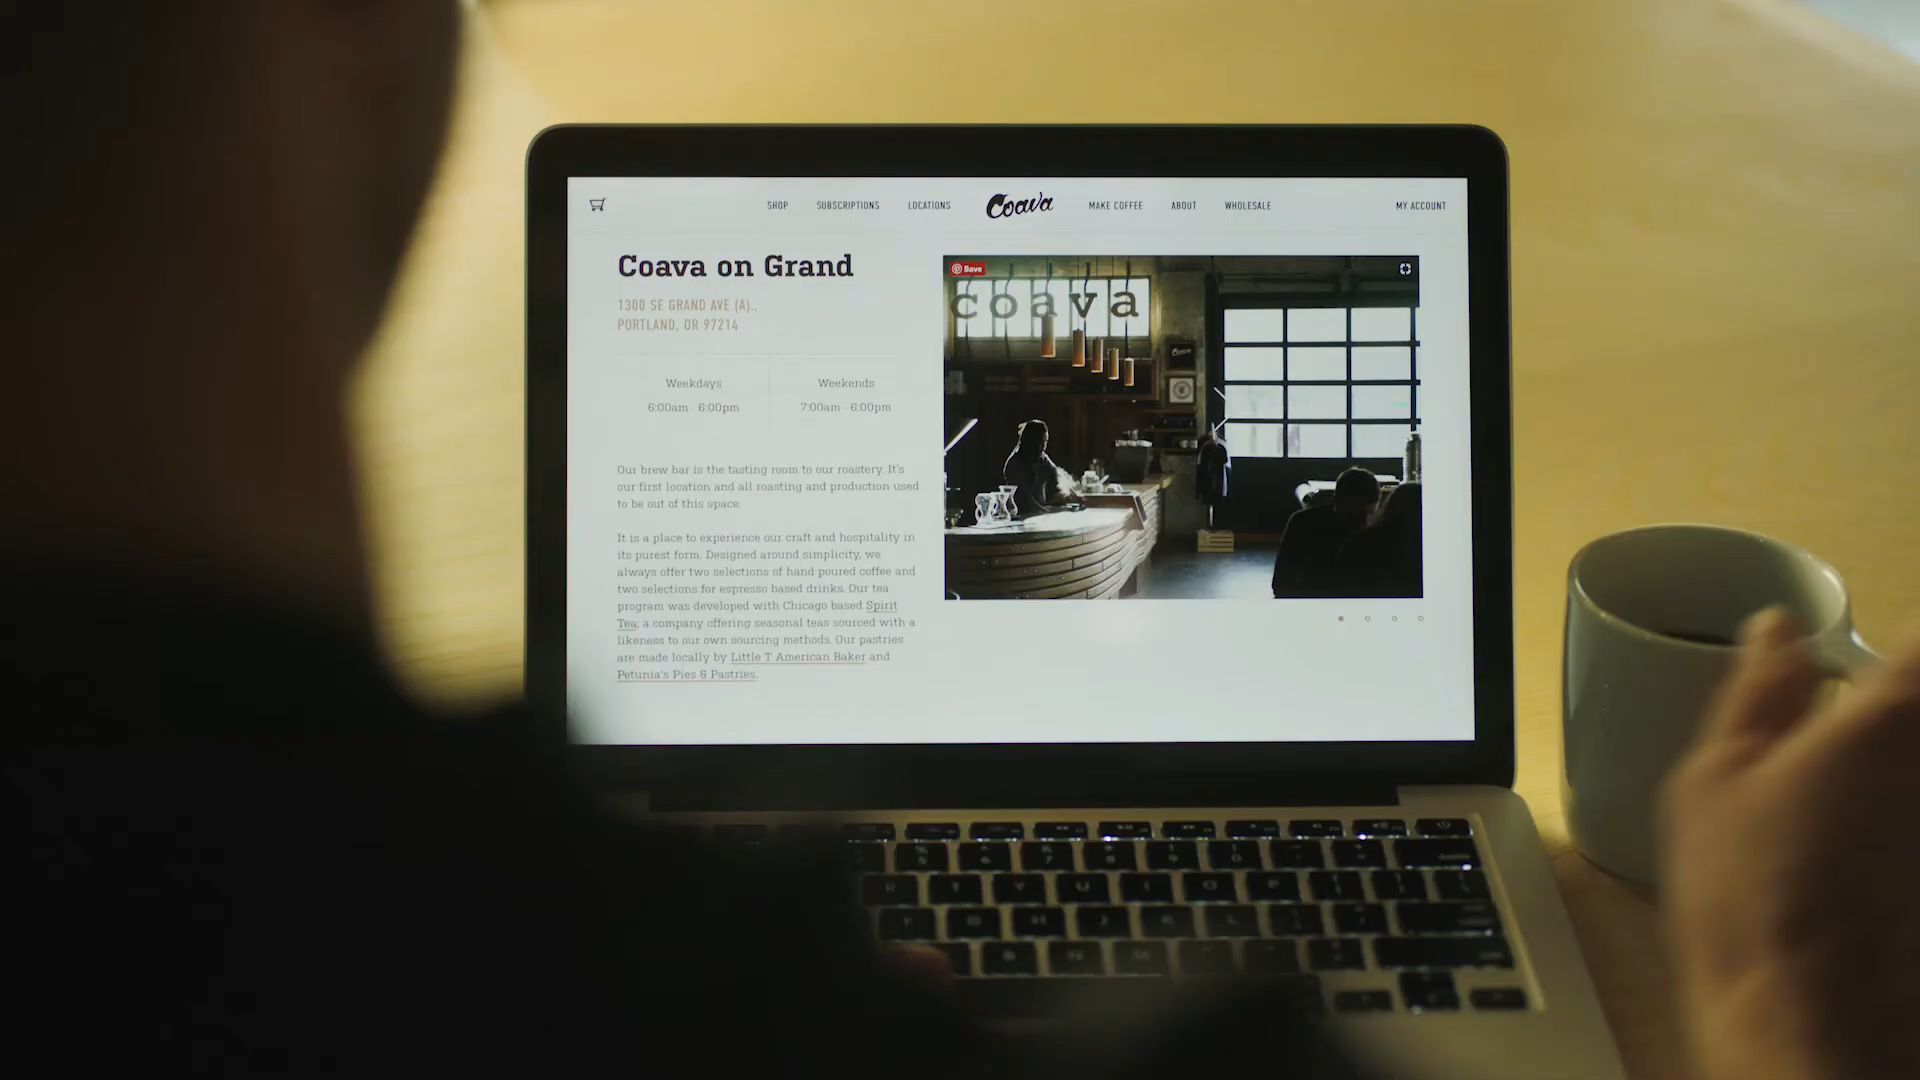 SHOP SUBSCRIPTIONS LOCATIONS Coava MAKE COFFEE ABOUT WHOLESALE MY ACCOUNT
Coava on Grand
1300 SE GRAND AVE (A)..
PORTLAND, OR 97214
Weekdays Weekends
6:00am - 6:00pm 7:00am - 6:00pm
Our brew bar is the tasting room to our roastery. It's
our first location and all roasting and production used
to be out of this space.
It is a place to experience our craft and hospitality in
its purest form. Designed around simplicity, we
always offer two selections of hand poured coffee and
two selections for espresso based drinks. Our tea
program was developed with Chicago based Spirit
Tea; a company offering seasonal teas sourced with a
likeness to our own sourcing methods. Our pastries
are made locally by Little T American Baker and
Petunia's Pies & Pastries.
Save
coava
5 6 7 8 9 0
R T Y U I O P
F G H J K L
B N M